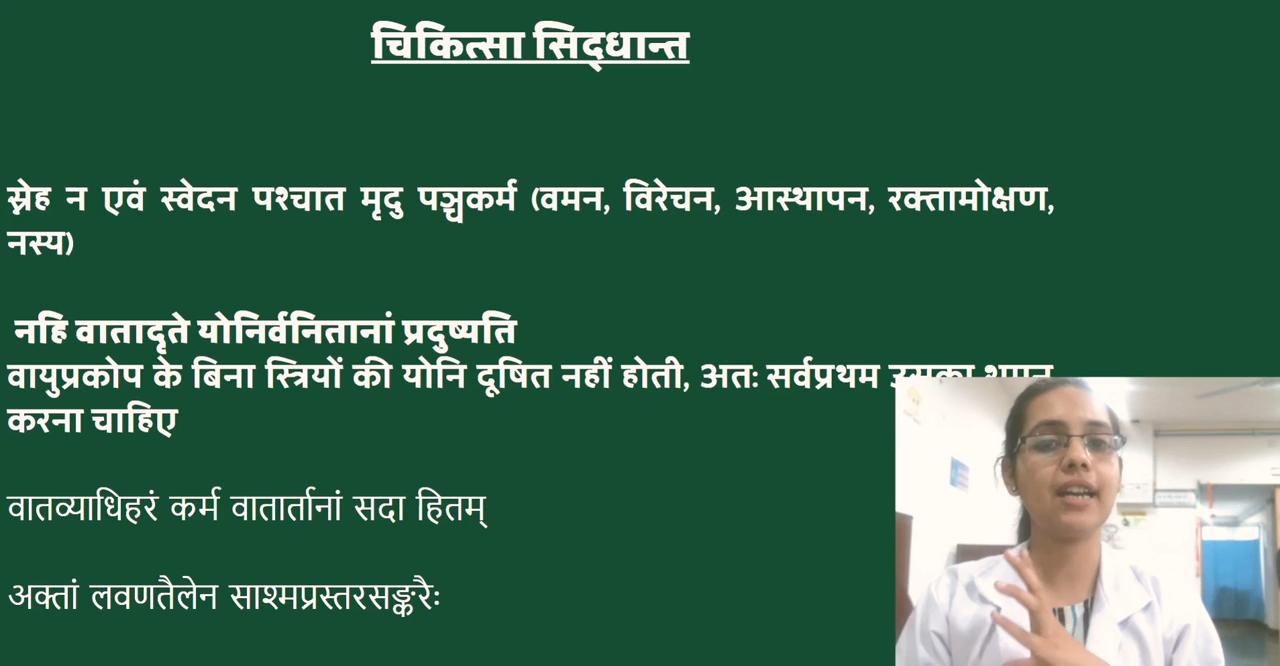 चिकित्सा सिद्धान्त
स्नेह न एवं स्वेदन पश्चात मृदु पञ्चकर्म (वमन, विरेचन, आस्थापन, रक्तामोक्षण,
नस्य)
नहि वातादृते योनिर्वनितानां प्रदुष्यति
वायुप्रकोप के बिना स्त्रियों की योनि दूषित नहीं होती, अतः सर्वप्रथम
करना चाहिए
वातव्याधिहरं कर्म वातार्तानां सदा हितम्
अक्तां लवणतैलेन साश्मप्रस्तरसङ्करैः